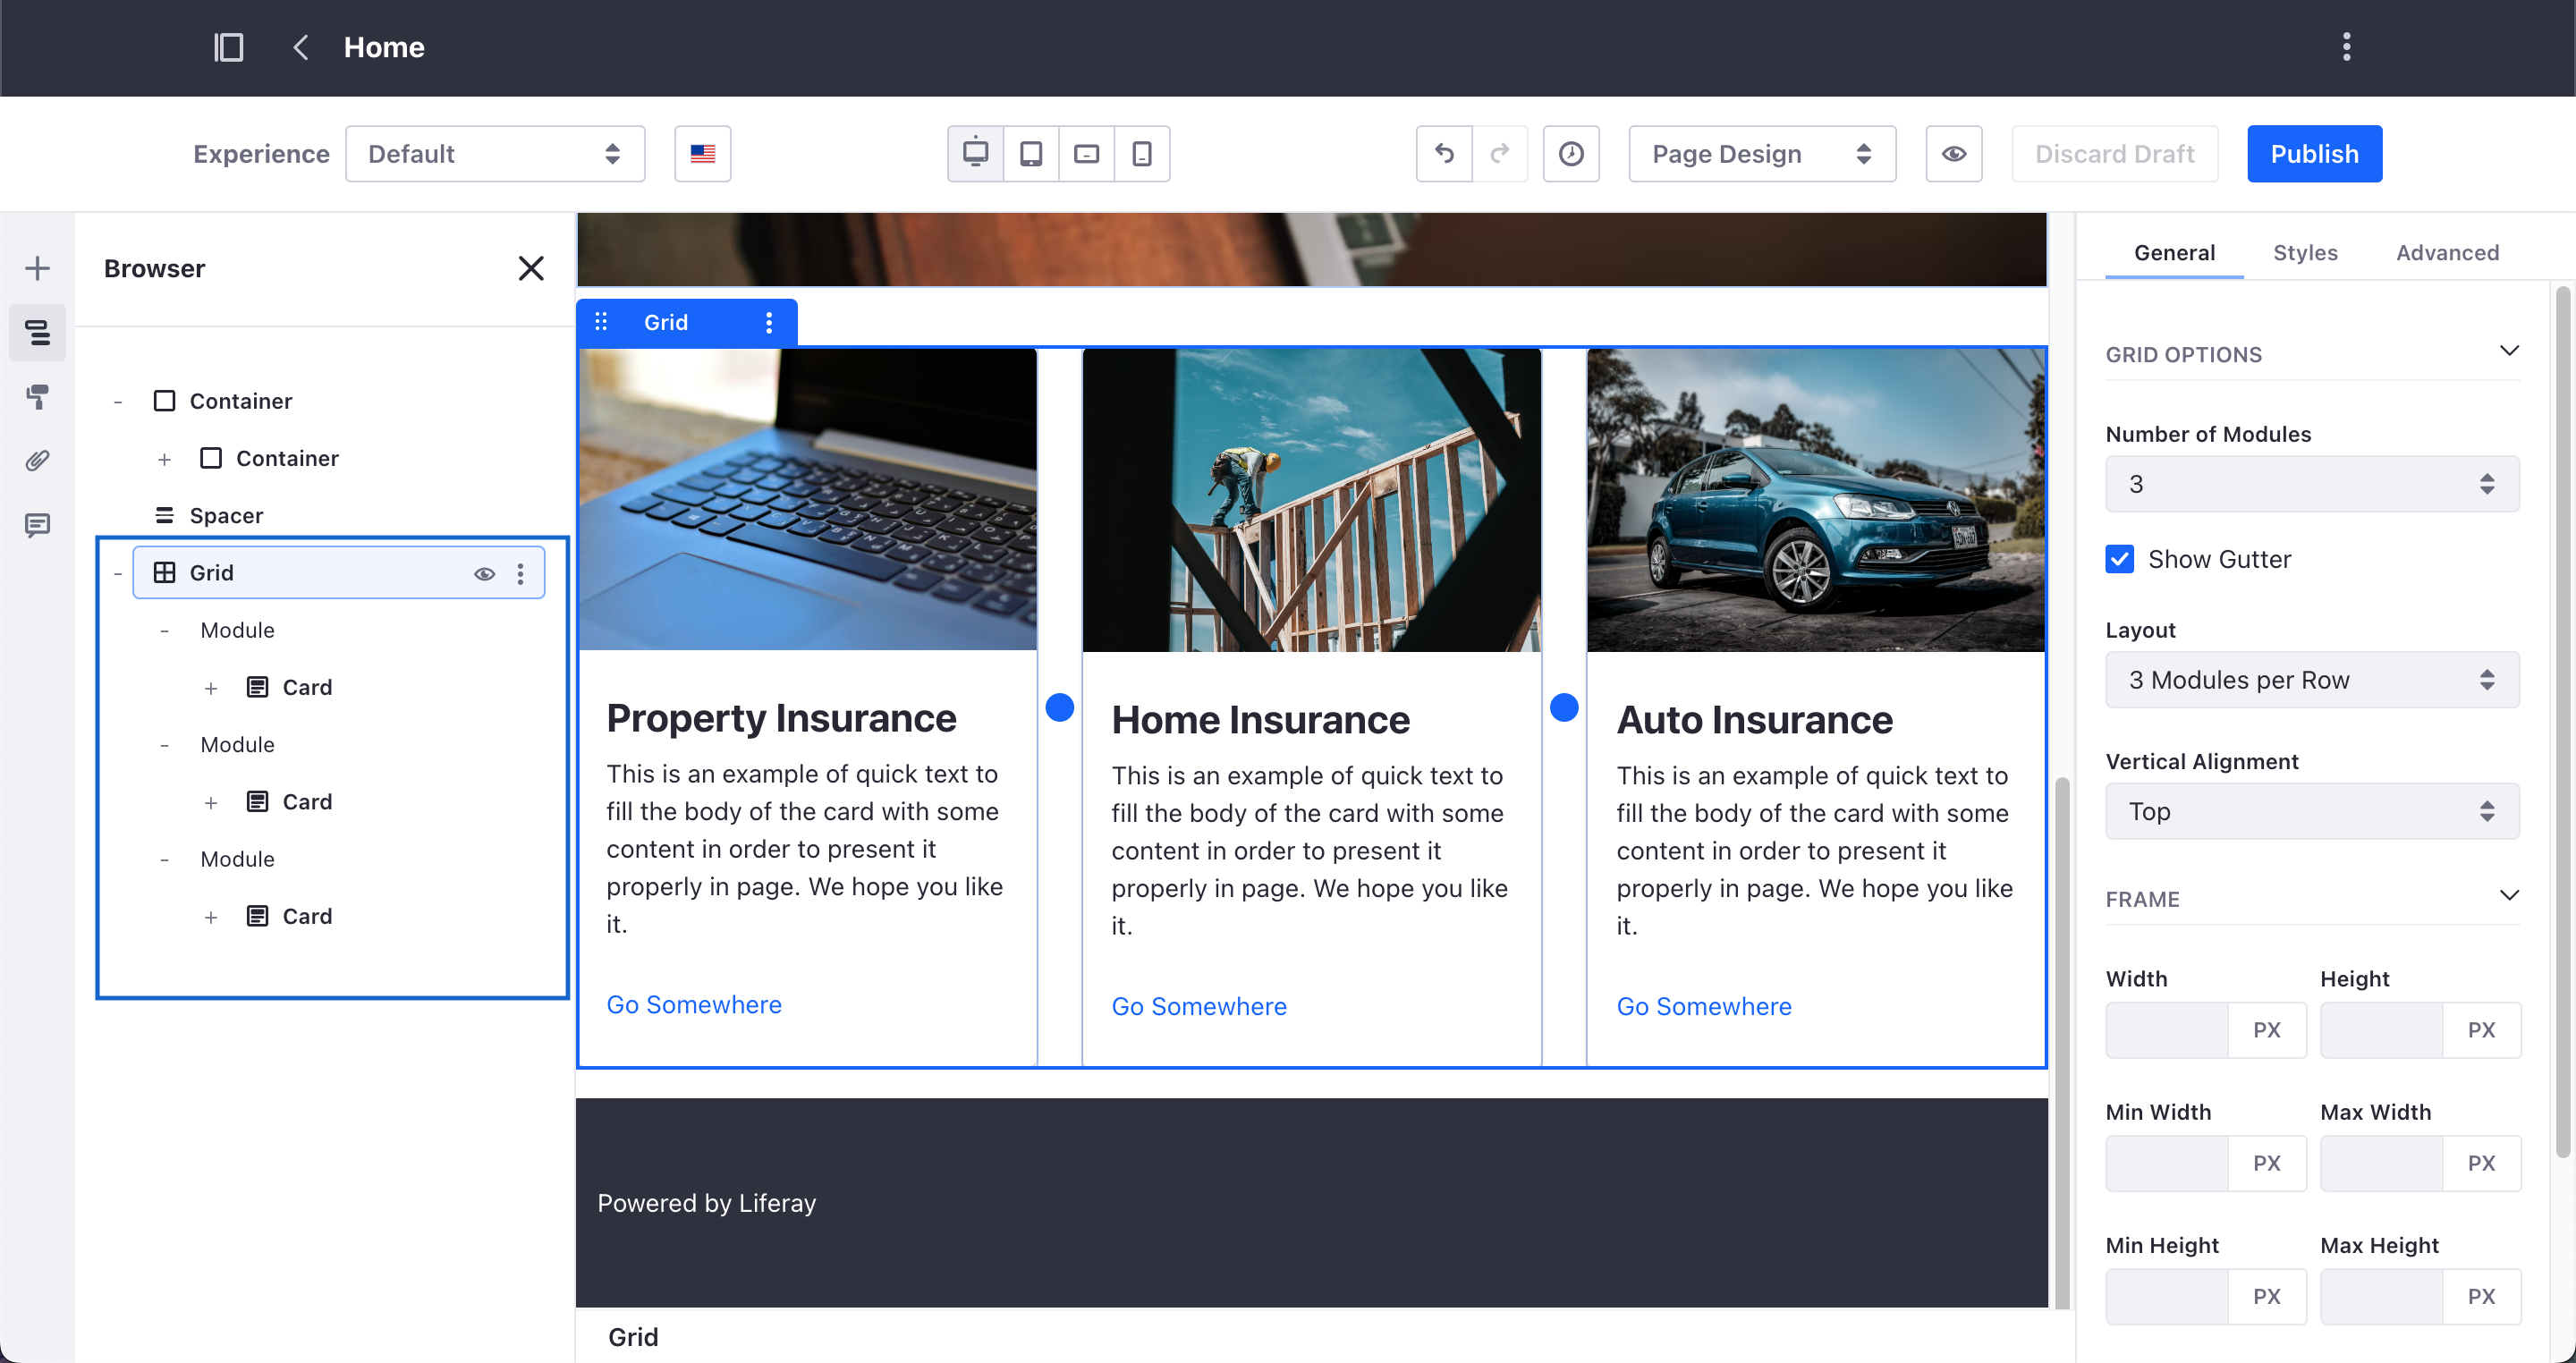 Home
Experience
Default
Page Design
Discard Draft
Publish
Browser
Container
Container
Spacer
Grid
Module
Card
Module
Card
Module
Card
Grid
Property Insurance
This is an example of quick text to
fill the body of the card with some
content in order to present it
properly in page. We hope you like
it.
Go Somewhere
Home Insurance
This is an example of quick text to
fill the body of the card with some
content in order to present it
properly in page. We hope you like
it.
Go Somewhere
Auto Insurance
This is an example of quick text to
fill the body of the card with some
content in order to present it
properly in page. We hope you like
it.
Go Somewhere
Powered by Liferay
Grid
General
Styles
Advanced
GRID OPTIONS
Number of Modules
3
Show Gutter
Layout
3 Modules per Row
Vertical Alignment
Top
FRAME
Width
Height
PX
PX
Min Width
Max Width
PX
PX
Min Height
Max Height
PX
PX